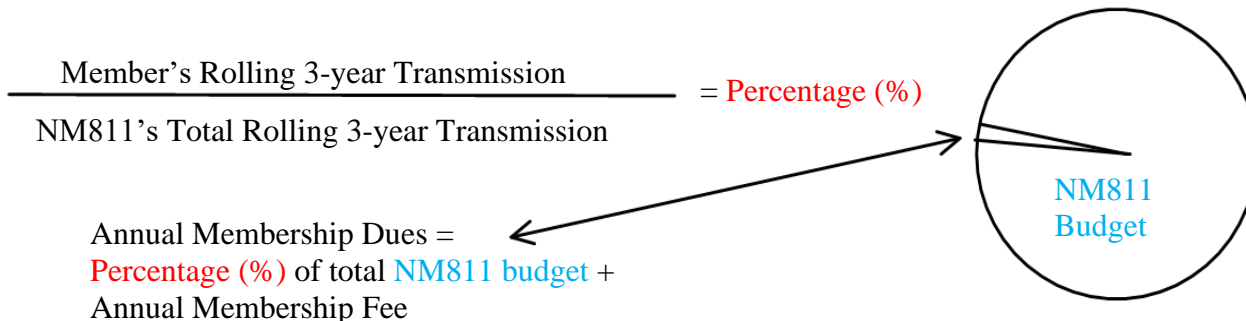 Member’s Rolling 3-year Transmission
= Percentage (%)
NM811’s Total Rolling 3-year Transmission
NM811
Budget
Annual Membership Dues =
Percentage (%) of total NM811 budget +
Annual Membership Fee